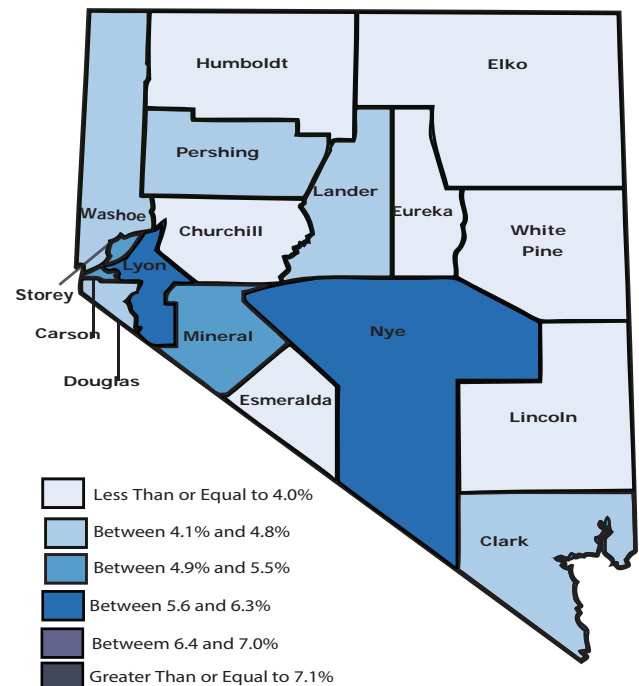 Humboldt
Elko
Pershing
Lander
Washoe
Eureka
Churchill
White
Pine
Lyon
Storey
Carson
Mineral
Nye
Douglas
Esmeralda
Lincoln
Clark
Less Than or Equal to 4.0%
Between 4.1% and 4.8%
Between 4.9% and 5.5%
Between 5.6 and 6.3%
Betweem 6.4 and 7.0%
Greater Than or Equal to 7.1%